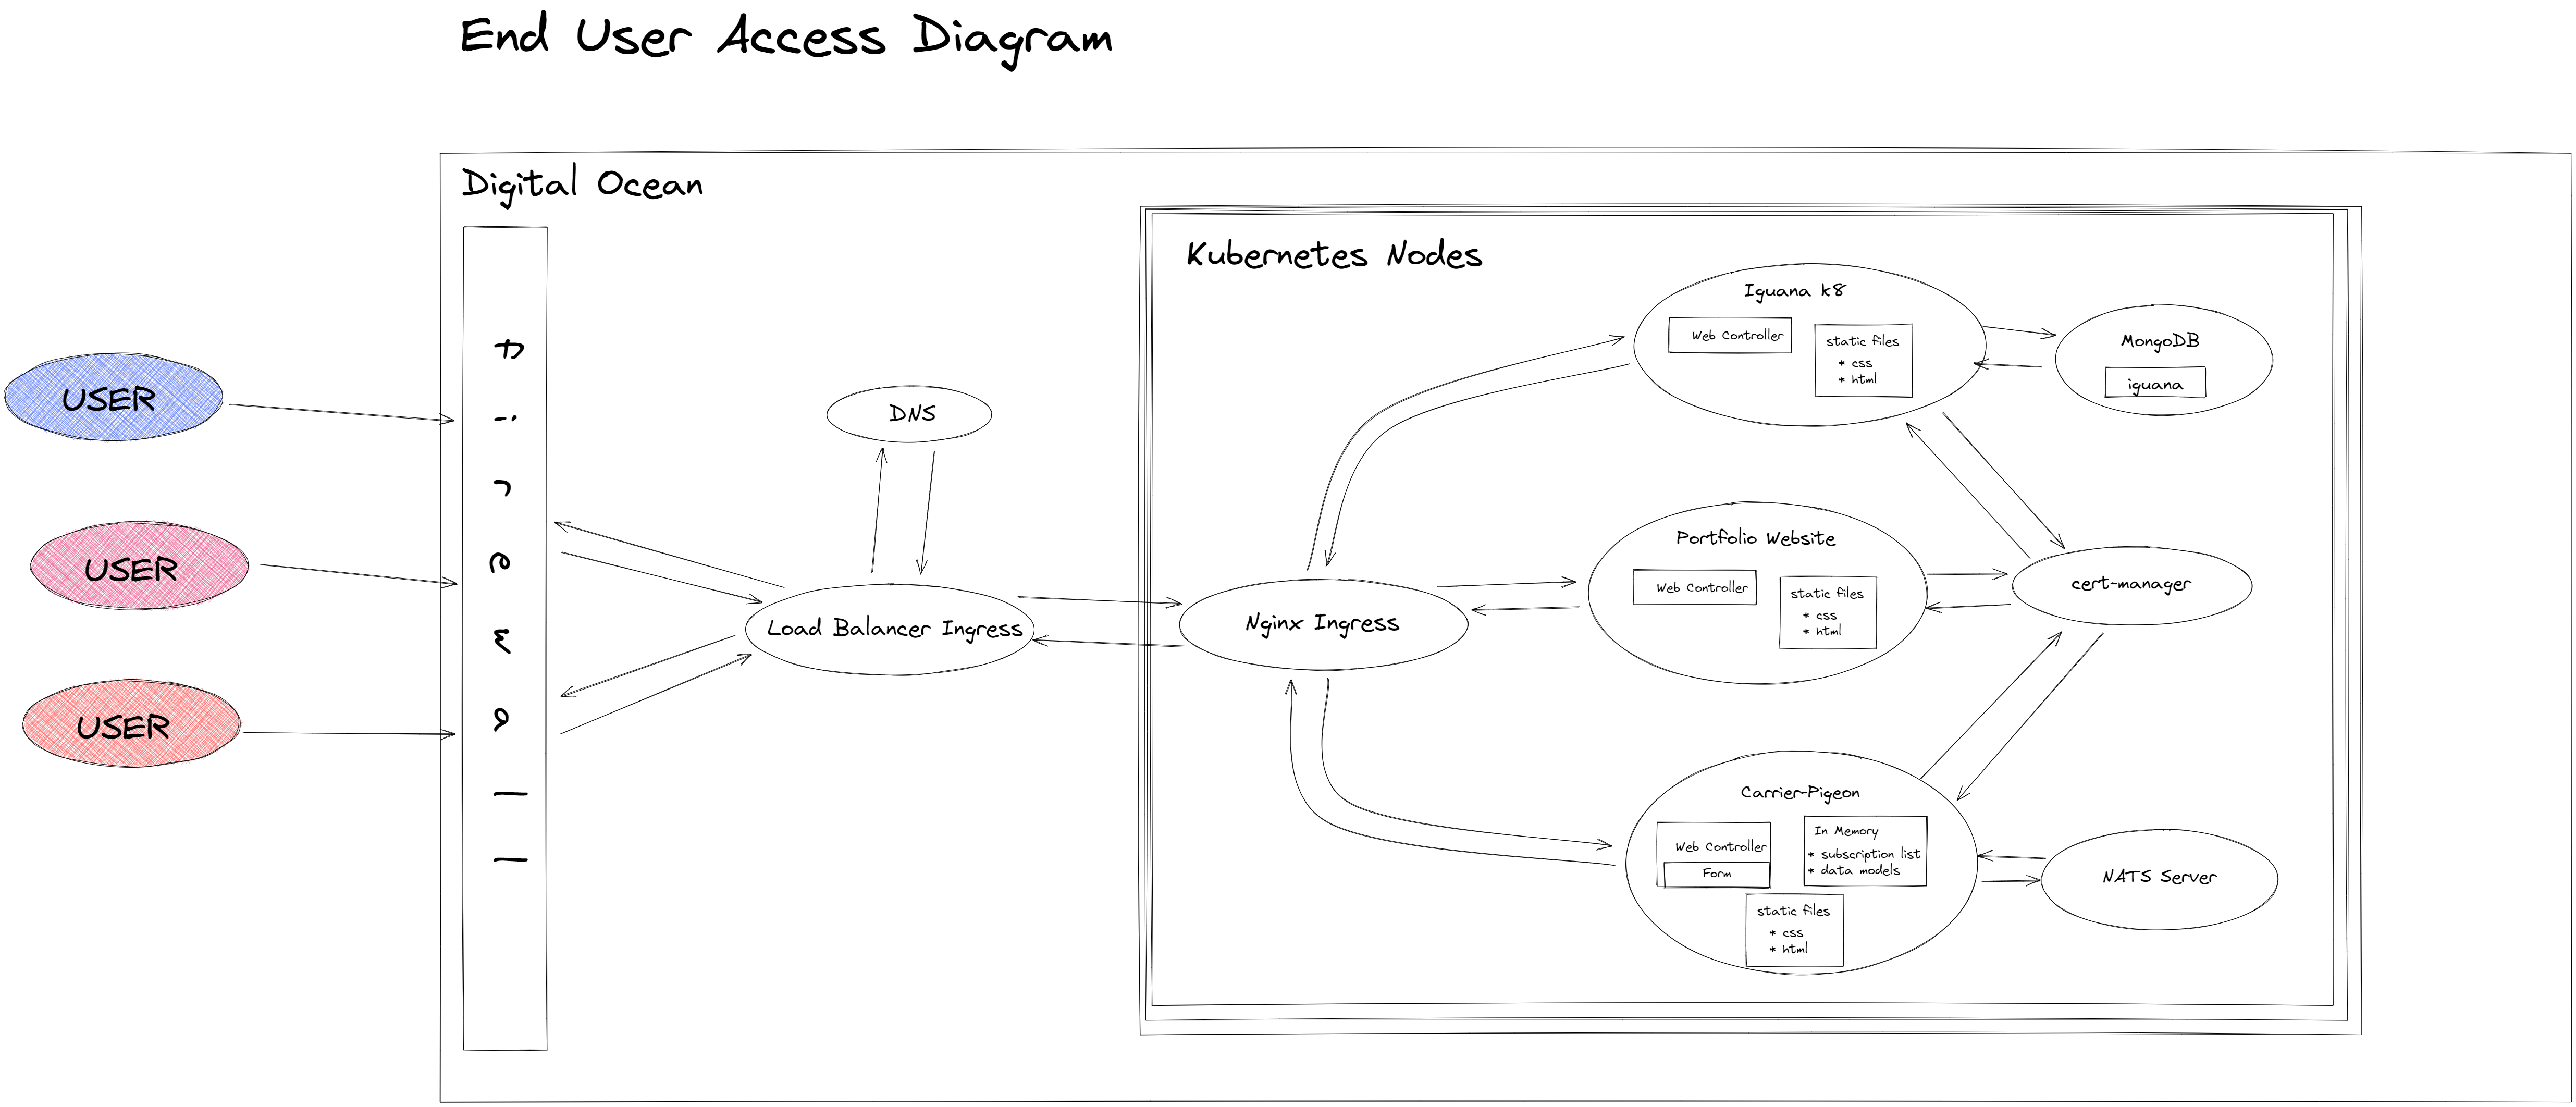 End User Access Diagram
Digital Ocean
Kubernetes Nodes
USER
USER
USER
Firewall
DNS
Load Balancer Ingress
Nginx Ingress
Iguana k8
Web Controller
static files
* css
* html
MongoDB
iguana
Portfolio Website
Web Controller
static files
* css
* html
cert-manager
Carrier-Pigeon
Web Controller
Form
In Memory
* subscription list
* data models
static files
* css
* html
NATS Server